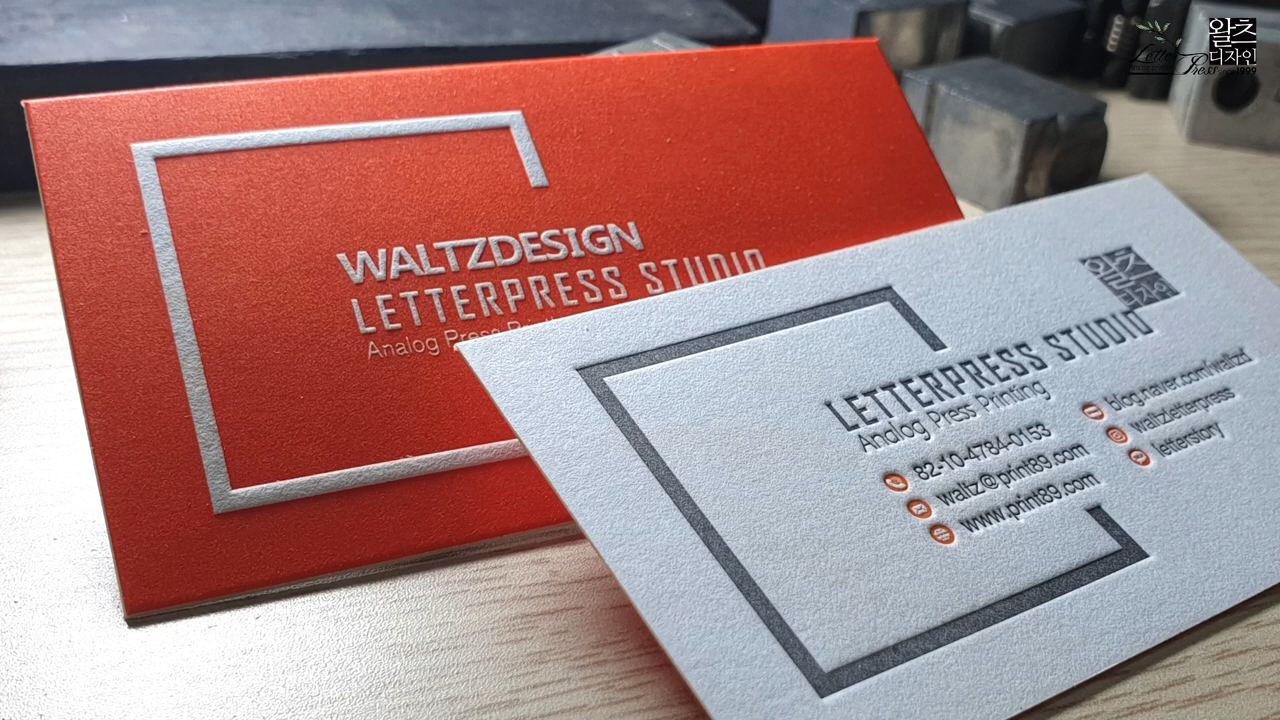 WALTZDESIGN
LETTERPRESS STUDIO
Analog Press
왈츠
디자인
LETTERPRESS STUDIO
Analog Press Printing
82-10-4784-0153
waltz@print89.com
www.print89.com
blog.naver.com/waltzd
waltzletterpress
letterstory
Letter
Press
왈츠
디자인